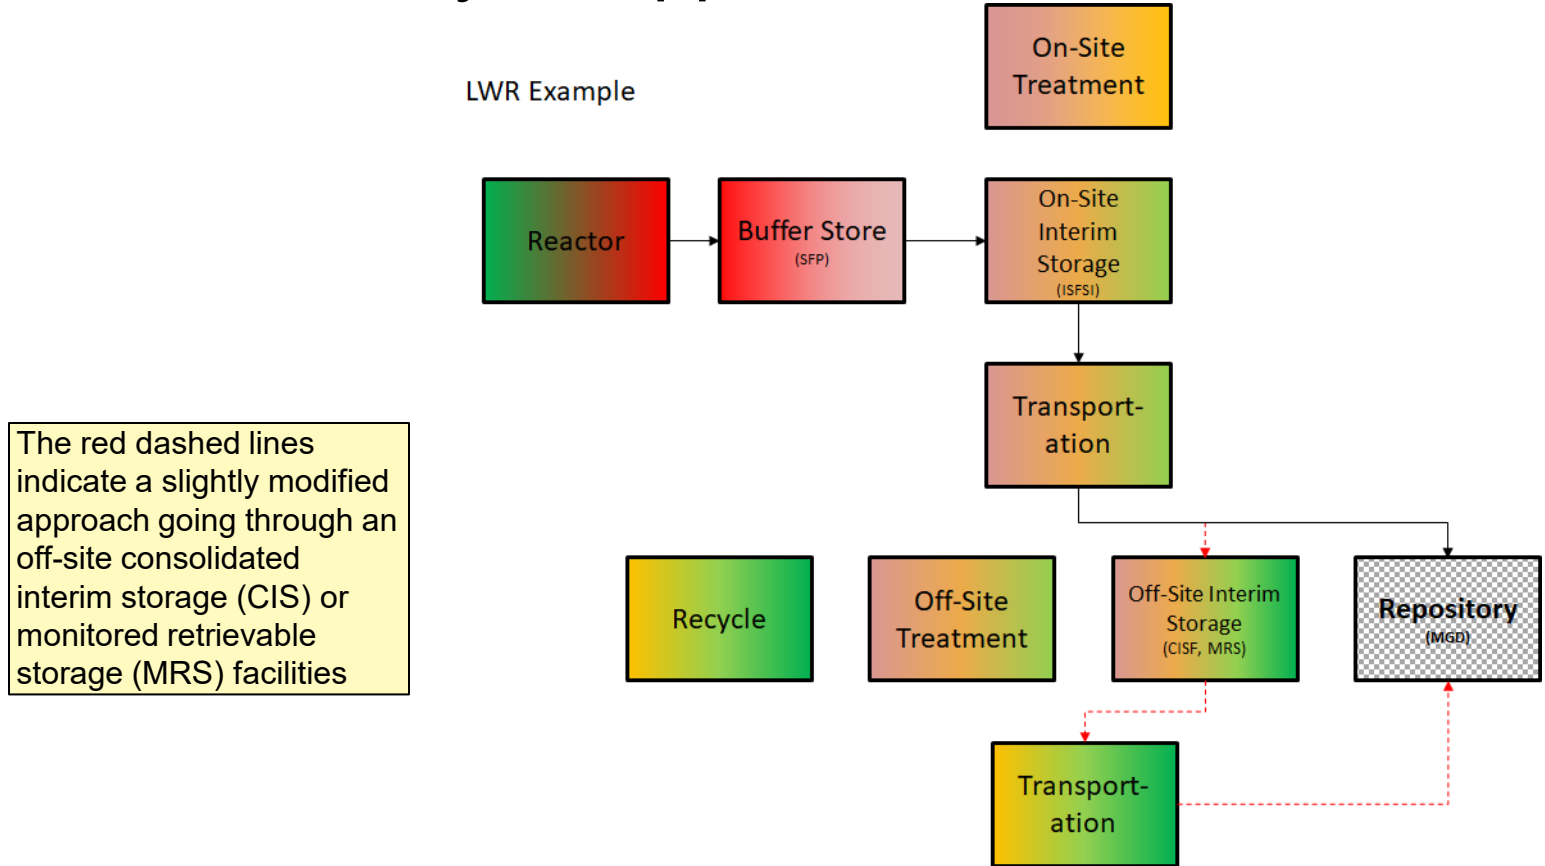 LWR Example
On-Site
Treatment
Reactor
Buffer Store
(SFP)
On-Site
Interim
Storage
(ISFSI)
Transport-
ation
The red dashed lines
indicate a slightly modified
approach going through an
off-site consolidated
interim storage (CIS) or
monitored retrievable
storage (MRS) facilities
Recycle
Off-Site
Treatment
Off-Site Interim
Storage
(CISF, MRS)
Repository
(MGD)
Transport-
ation